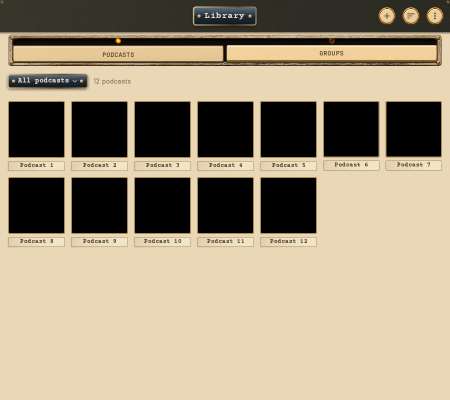 Library
PODCASTS
GROUPS
All podcasts
12 podcasts
Podcast 1
Podcast 2
Podcast 3
Podcast 4
Podcast 5
Podcast 6
Podcast 7
Podcast 8
Podcast 9
Podcast 10
Podcast 11
Podcast 12